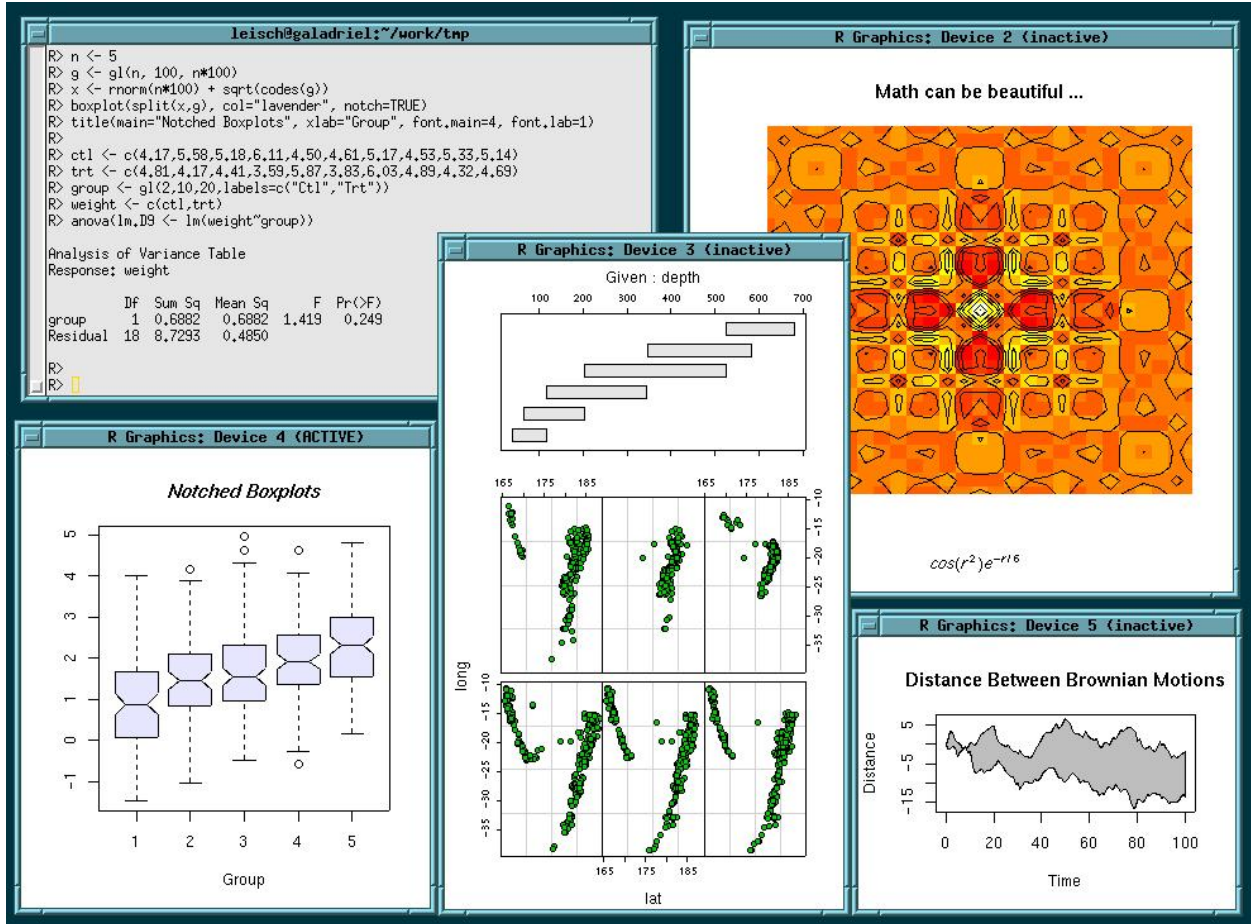 leisch@galadriel:~/work/tmp
R> n <- 5
R> g <- gl(n, 100, n*100)
R> x <- rnorm(n*100) + sqrt(codes(g))
R> boxplot(split(x,g), col="lavender", notch=TRUE)
R> title(main="Notched Boxplots", xlab="Group", font.main=4, font.lab=1)
R>
R> ctl <- c(4.17,5.58,5.18,6.11,4.50,4.61,5.17,4.53,5.33,5.14)
R> trt <- c(4.81,4.17,4.41,3.59,5.87,3.83,6.03,4.89,4.32,4.69)
R> group <- gl(2,10,20,labels=c("Ctl","Trt"))
R> weight <- c(ctl,trt)
R> anova(lm.D9 <- lm(weight~group))
Analysis of Variance Table
Response: weight
Df Sum Sq Mean Sq F Pr(>F)
group 1 0.6882 0.6882 1.419 0.249
Residual 18 8.7293 0.4850
R>
R>
R Graphics: Device 2 (inactive)
Math can be beautiful ...
cos(r²)e^(-r/6)
R Graphics: Device 3 (inactive)
Given : depth
100 200 300 400 500 600 700
165 175 185 165 175 185
-10
-15
-20
-25
-30
-35
long
-10
-15
-20
-25
-30
-35
165 175 185
lat
R Graphics: Device 4 (ACTIVE)
Notched Boxplots
5
4
3
2
1
0
-1
1 2 3 4 5
Group
R Graphics: Device 5 (inactive)
Distance Between Brownian Motions
Distance
5
-5
-15
0 20 40 60 80 100
Time